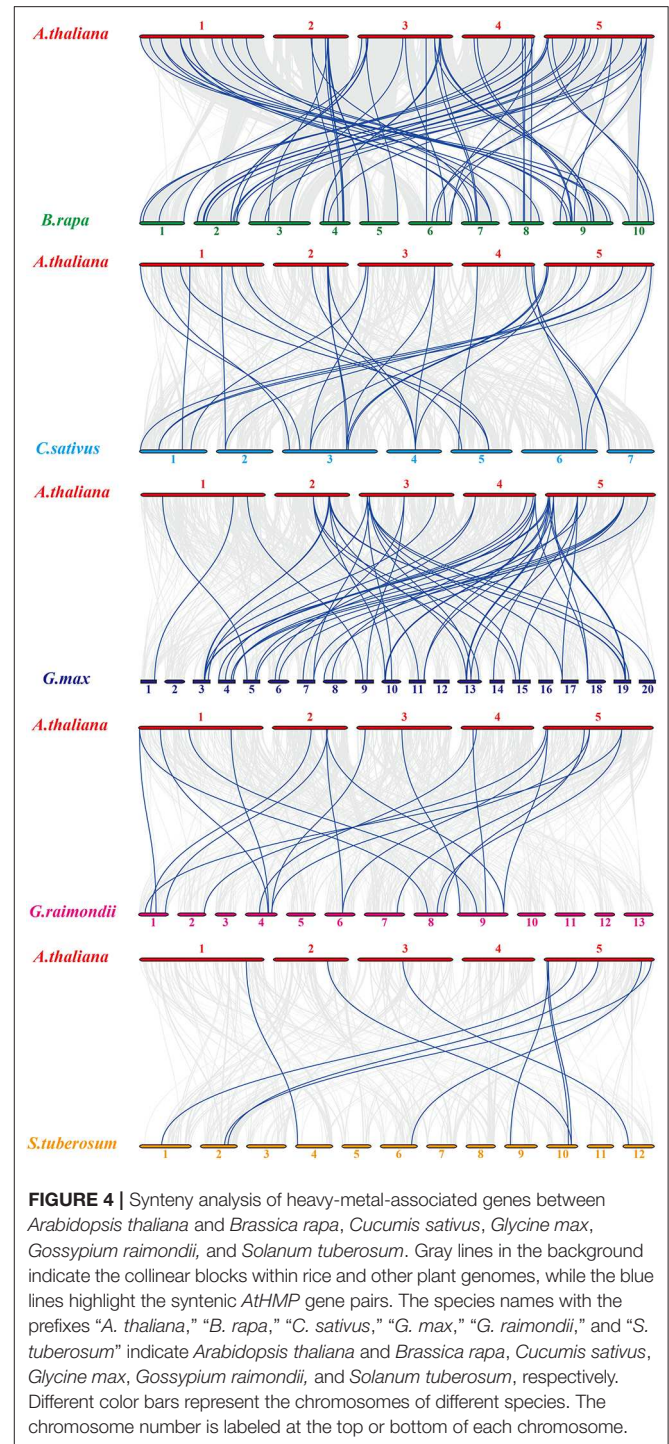 1 2 3 4 5
A.thaliana
B.rapa
1 2 3 4 5 6 7 8 9 10
A.thaliana
1 2 3 4 5
C.sativus
1 2 3 4 5 6 7
A.thaliana
1 2 3 4 5
G.max
1 2 3 4 5 6 7 8 9 10 11 12 13 14 15 16 17 18 19 20
A.thaliana
1 2 3 4 5
G.raimondii
1 2 3 4 5 6 7 8 9 10 11 12 13
A.thaliana
1 2 3 4 5
S.tuberosum
1 2 3 4 5 6 7 8 9 10 11 12
FIGURE 4 | Synteny analysis of heavy-metal-associated genes between
Arabidopsis thaliana and Brassica rapa, Cucumis sativus, Glycine max,
Gossypium raimondii, and Solanum tuberosum. Gray lines in the background
indicate the collinear blocks within rice and other plant genomes, while the blue
lines highlight the syntenic AtHMP gene pairs. The species names with the
prefixes “A. thaliana,” “B. rapa,” “C. sativus,” “G. max,” “G. raimondii,” and “S.
tuberosum” indicate Arabidopsis thaliana and Brassica rapa, Cucumis sativus,
Glycine max, Gossypium raimondii, and Solanum tuberosum, respectively.
Different color bars represent the chromosomes of different species. The
chromosome number is labeled at the top or bottom of each chromosome.